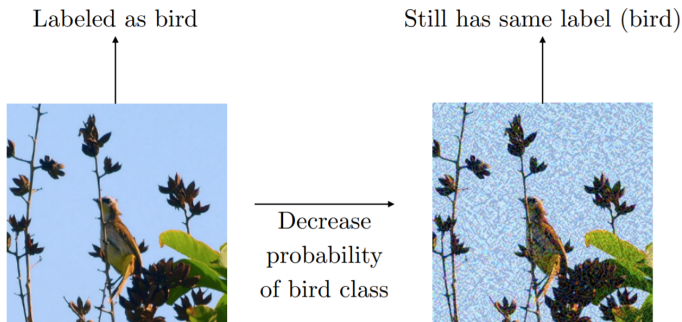 Labeled as bird
Still has same label (bird)
Decrease
probability
of bird class